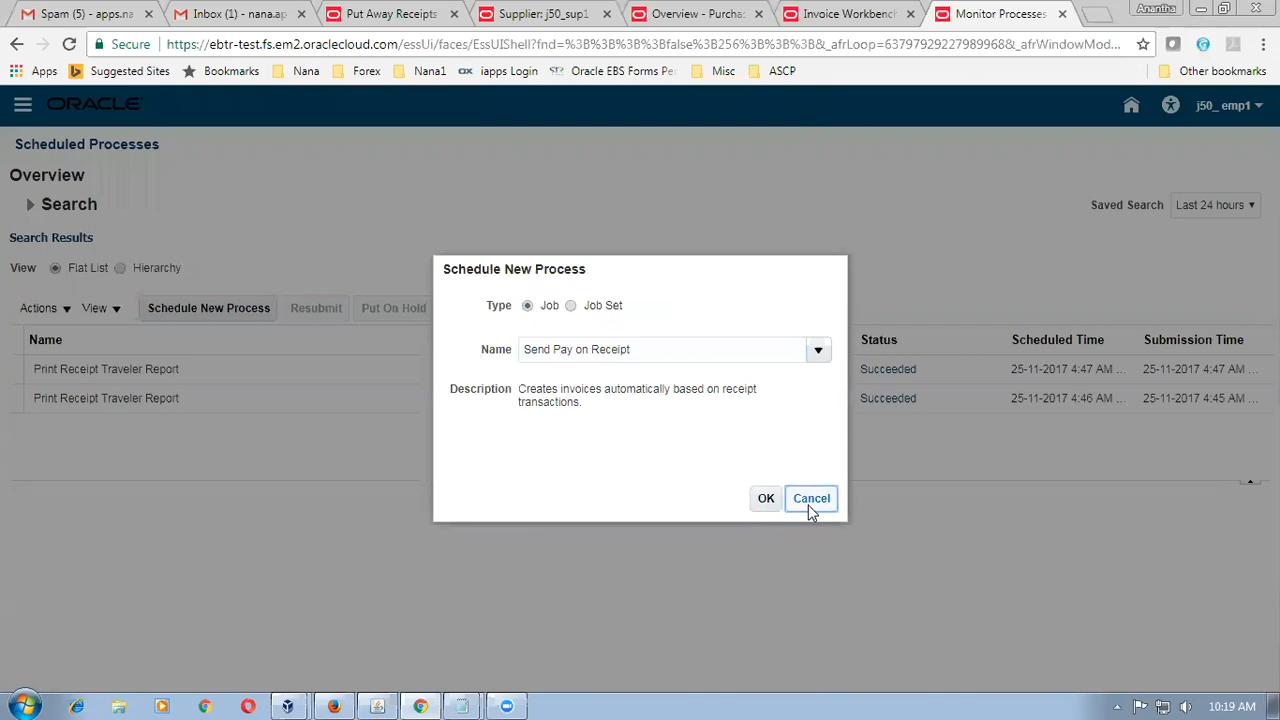 Spam (5) - apps.na
Inbox (1) - nana.ap
Put Away Receipts
Supplier: j50_sup1
Overview - Purcha
Invoice Workbench
Monitor Processes
Anantha
Secure
https://ebtr-test.fs.em2.oraclecloud.com/essUi/faces/EssUIShell?fnd=%3B%3B%3B%3Bfalse%3B256%3B%3B%3B&_afrLoop=63797929227989968&_afrWindowMod...
Apps
Suggested Sites
Bookmarks
Nana
Forex
Nana1
iapps Login
Oracle EBS Forms Per
Misc
ASCP
Other bookmarks
ORACLE
j50_ emp1
Scheduled Processes
Overview
Search
Saved Search Last 24 hours
Search Results
View Flat List Hierarchy
Actions View Schedule New Process Resubmit Put On Hold
Name Status Scheduled Time Submission Time
Print Receipt Traveler Report Succeeded 25-11-2017 4:47 AM ... 25-11-2017 4:47 AM ...
Print Receipt Traveler Report Succeeded 25-11-2017 4:46 AM ... 25-11-2017 4:45 AM ...
Schedule New Process
Type Job Job Set
Name Send Pay on Receipt
Description Creates invoices automatically based on receipt
transactions.
OK Cancel
10:19 AM